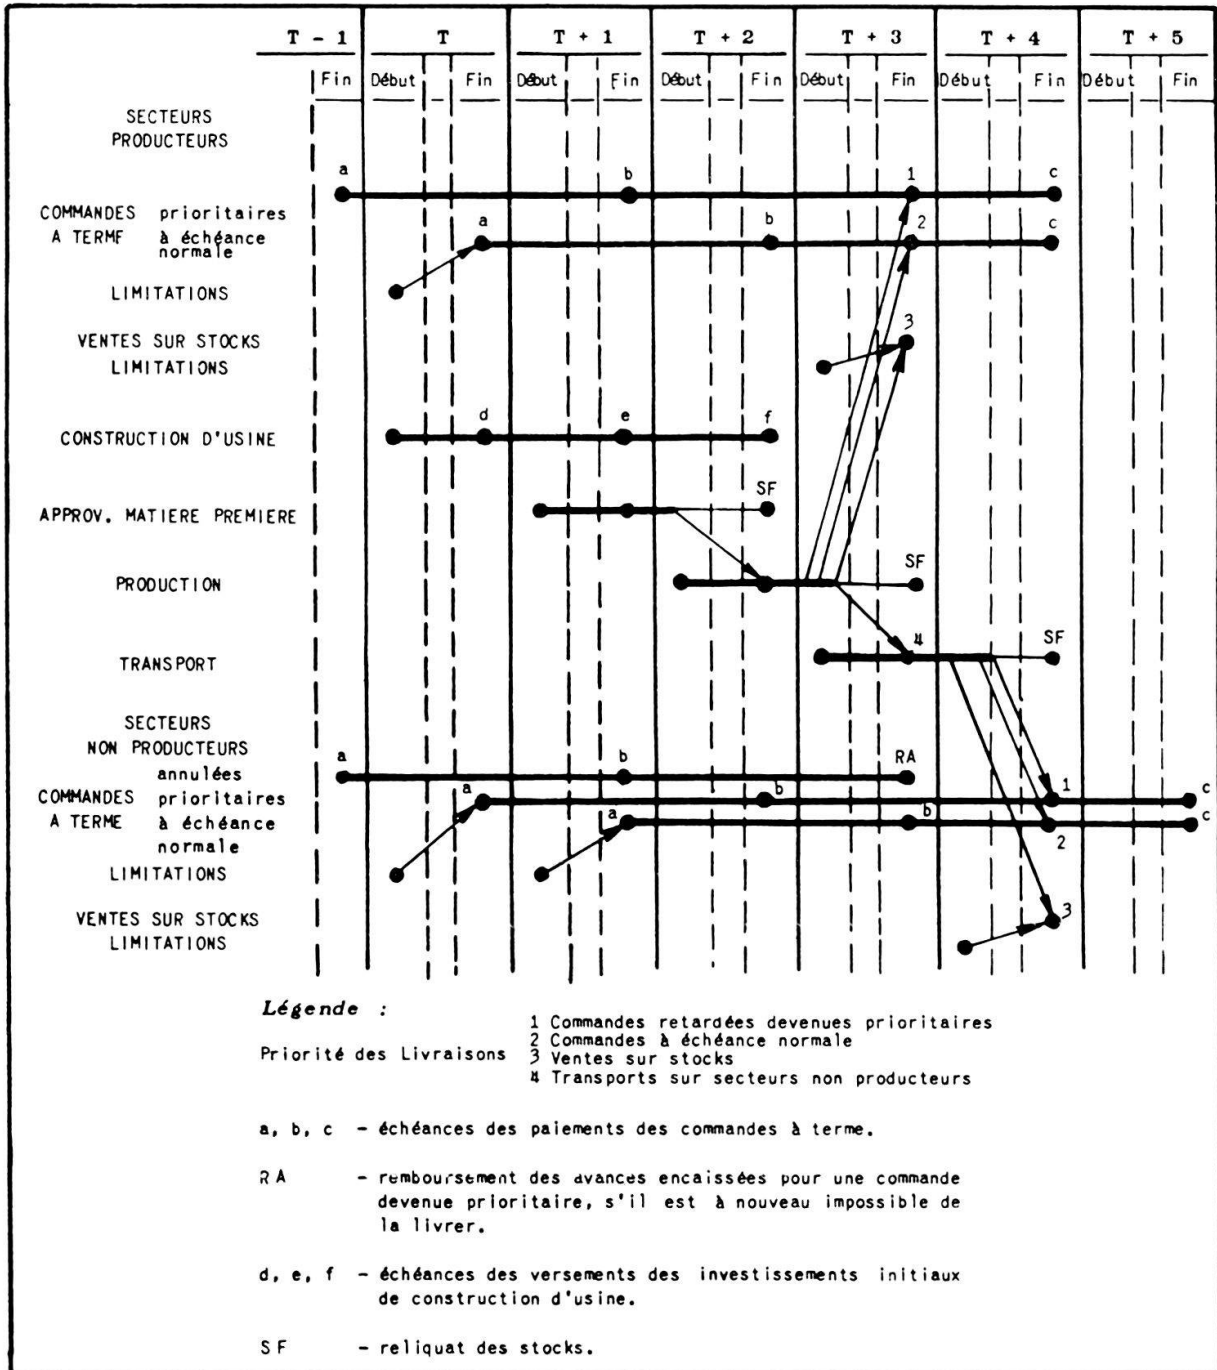 T - 1 T T + 1 T + 2 T + 3 T + 4 T + 5
Fin Début Fin Début Fin Début Fin Début Fin Début Fin Début Fin
SECTEURS
PRODUCTEURS
a b 1 c
COMMANDES prioritaires
a b 2 c
A TERME à échéance
normale
LIMITATIONS
3
VENTES SUR STOCKS
LIMITATIONS
d e f
CONSTRUCTION D'USINE
SF
APPROV. MATIERE PREMIERE
SF
PRODUCTION
4 SF
TRANSPORT
SECTEURS
NON PRODUCTEURS
a b RA
annulées
a b 1 c
COMMANDES prioritaires
a b c
A TERME à échéance
2
normale
LIMITATIONS
3
VENTES SUR STOCKS
LIMITATIONS
Légende :
Priorité des Livraisons
1 Commandes retardées devenues prioritaires
2 Commandes à échéance normale
3 Ventes sur stocks
4 Transports sur secteurs non producteurs
a, b, c - échéances des paiements des commandes à terme.
R A - remboursement des avances encaissées pour une commande
devenue prioritaire, s'il est à nouveau impossible de
la livrer.
d, e, f - échéances des versements des investissements initiaux
de construction d'usine.
S F - reliquat des stocks.